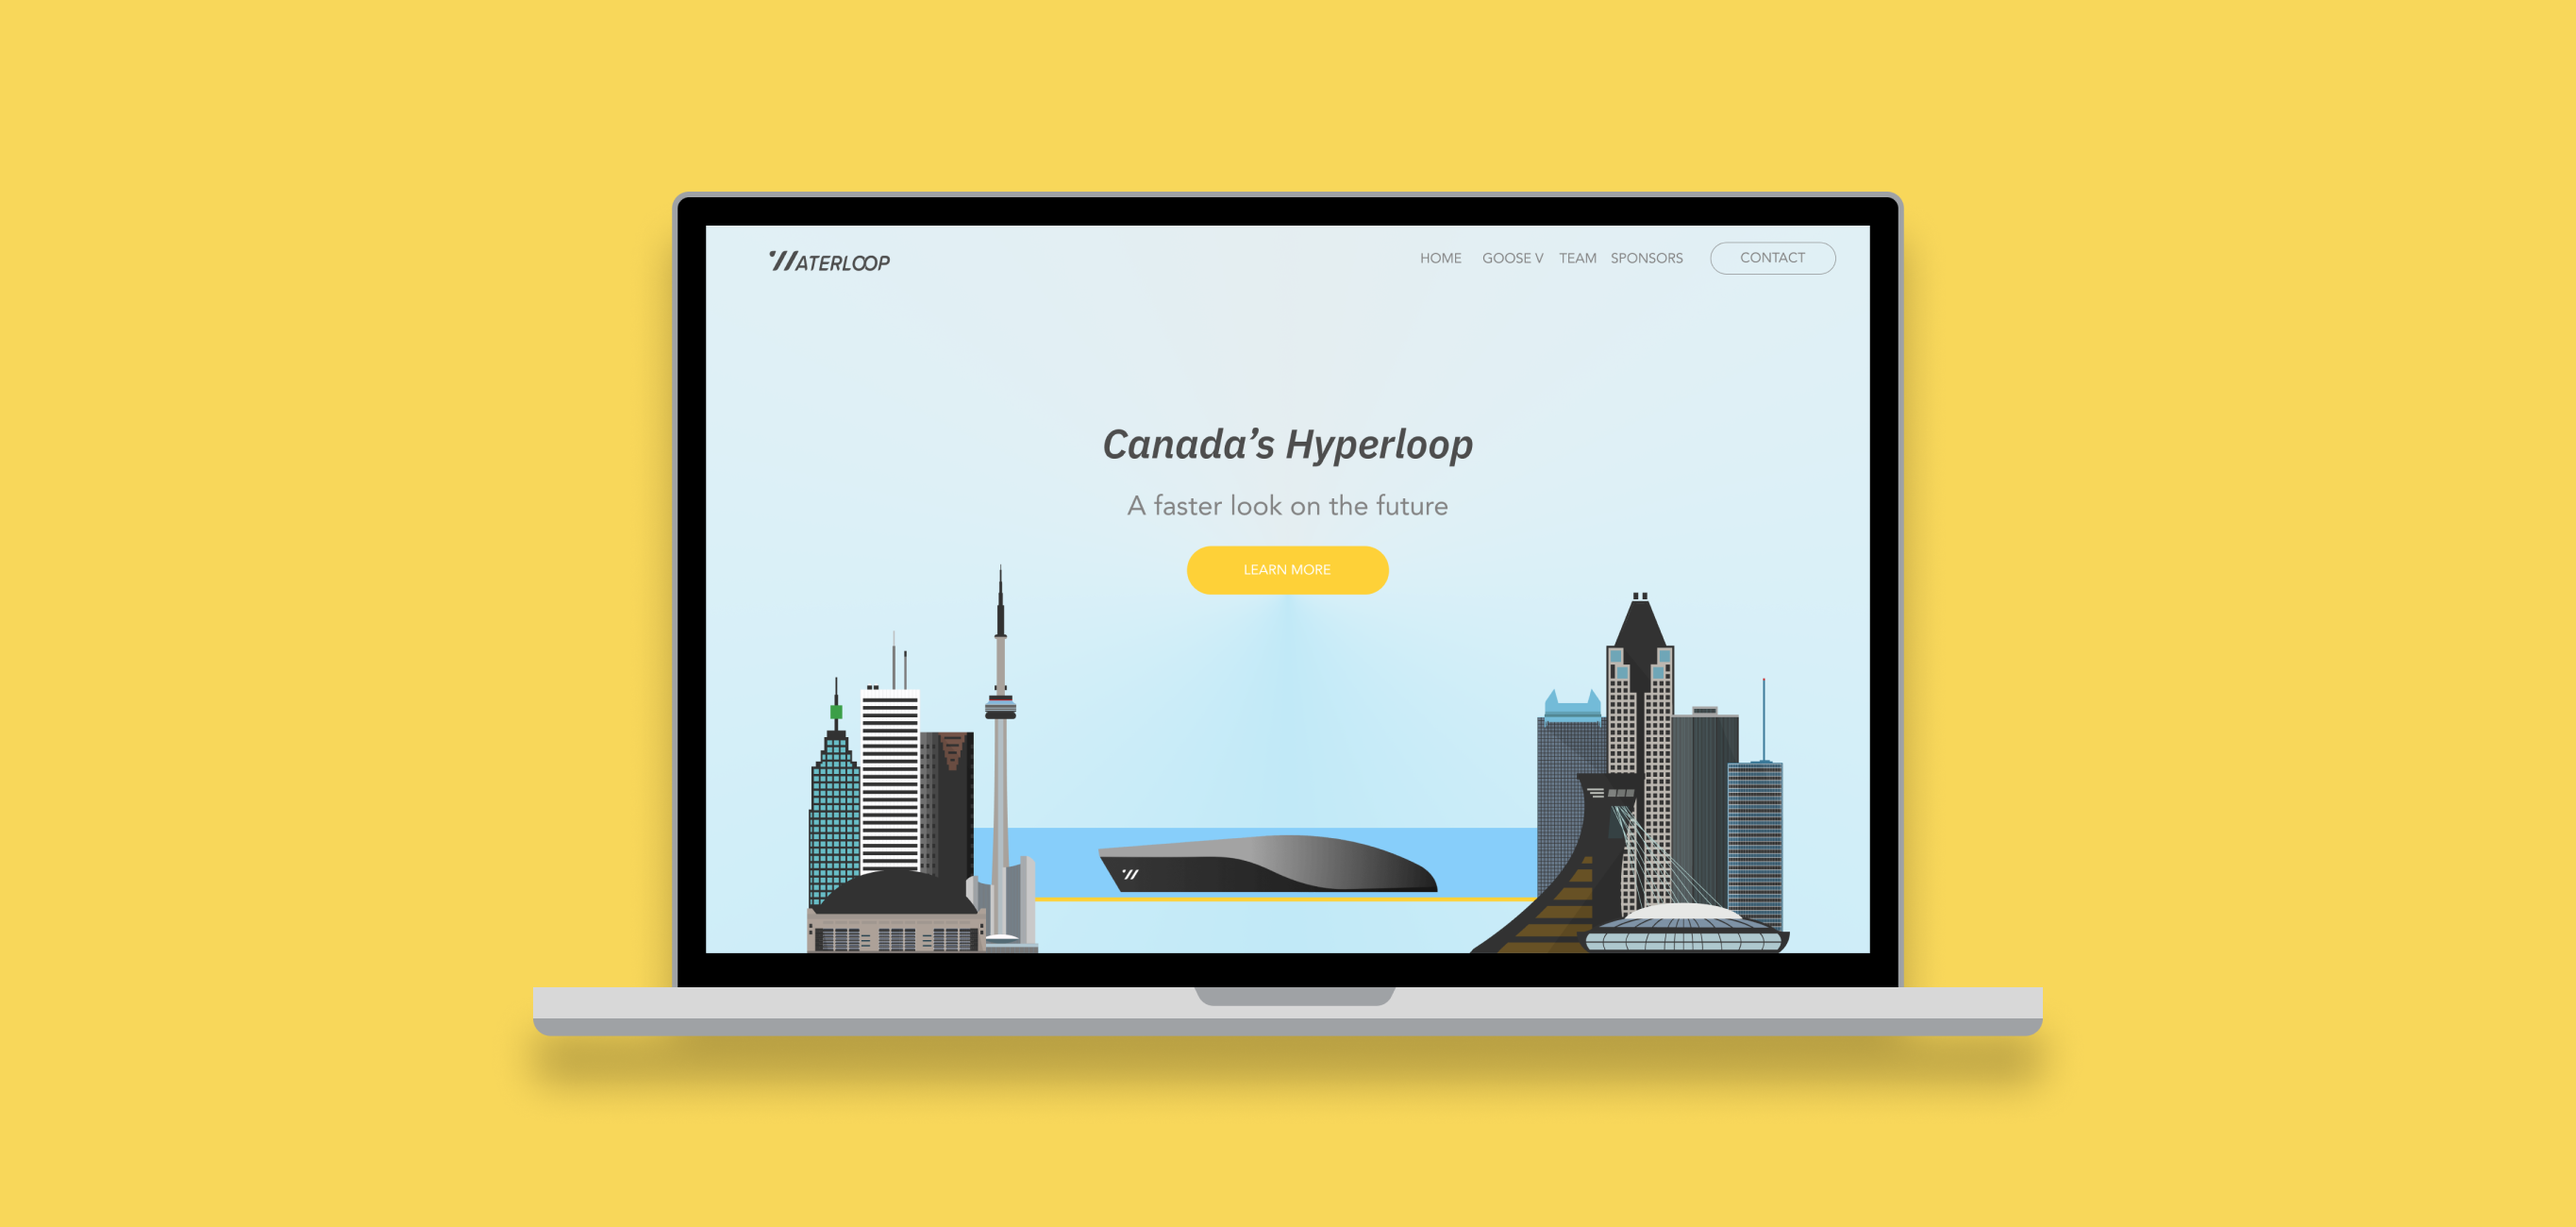 WATERLOOP
HOME GOOSE V TEAM SPONSORS CONTACT
Canada's Hyperloop
A faster look on the future
LEARN MORE
W